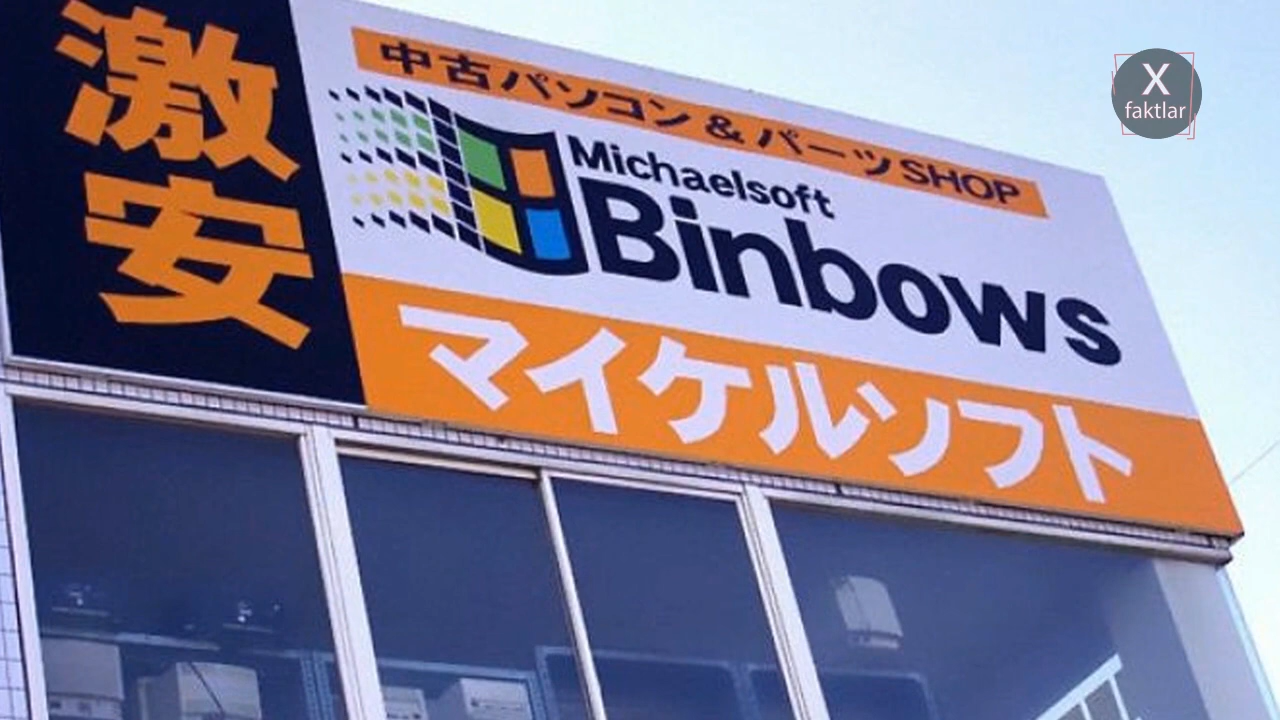 激安
中古パソコン&パーツSHOP
Michaelsoft
Binbows
マイケルソフト
X
faktlar